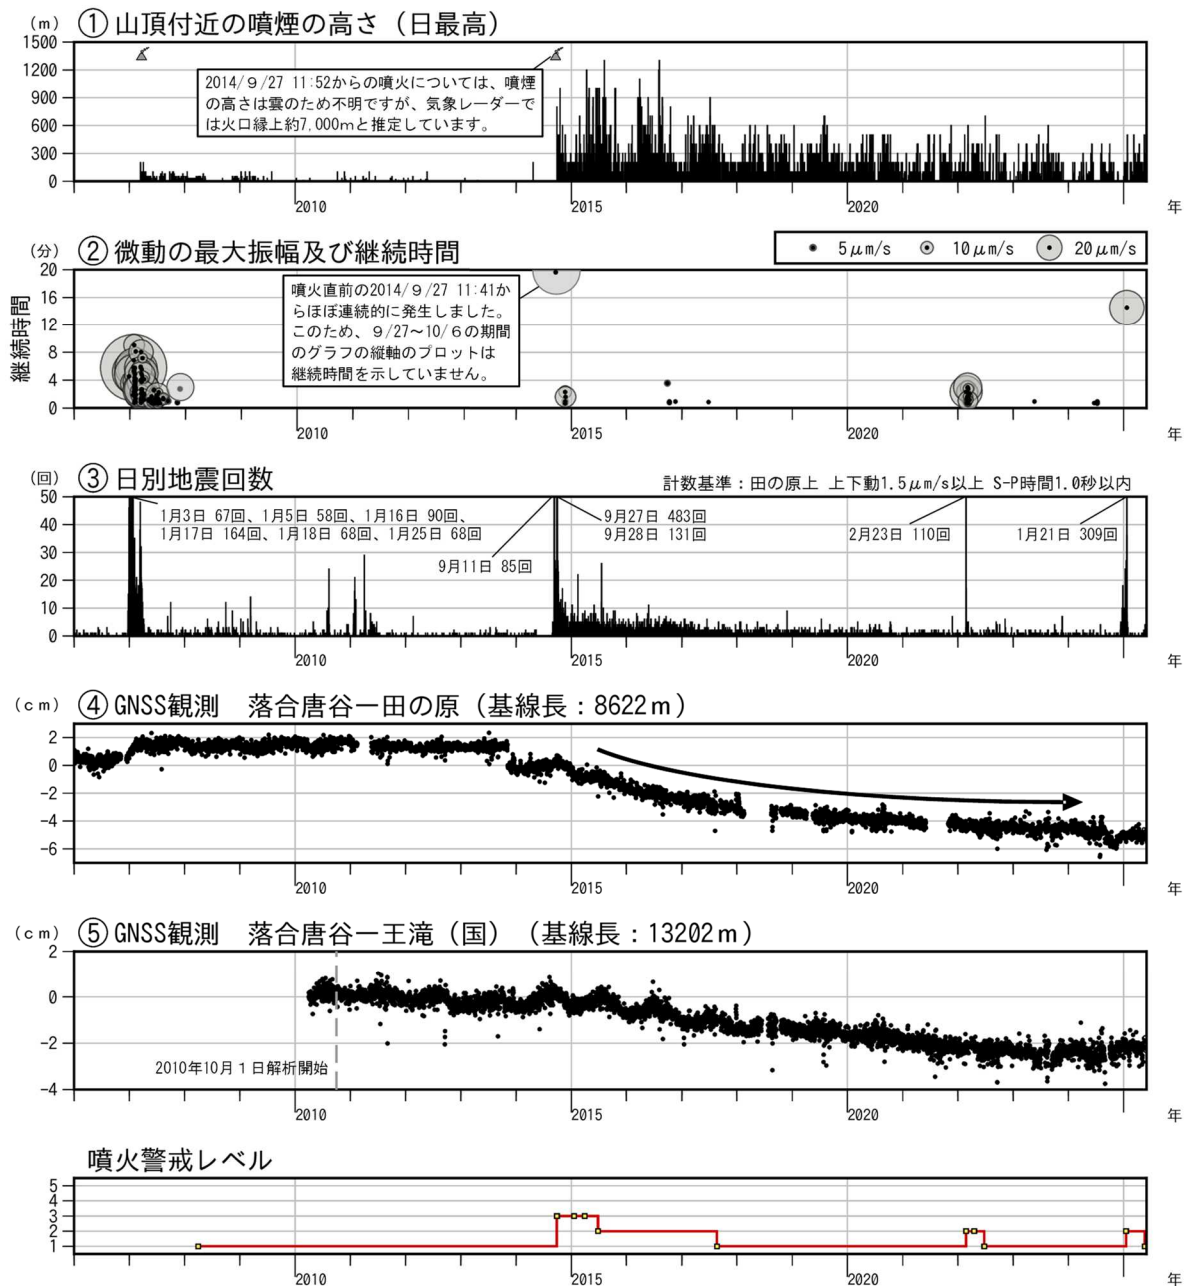 (m)
①山頂付近の噴煙の高さ（日最高）
1500
1200
900
600
300
0
2014/９/27 11:52からの噴火については、噴煙
の高さは雲のため不明ですが、気象レーダーで
は火口縁上約7,000mと推定しています。
2010
2015
2020
年
(分)
②微動の最大振幅及び継続時間
5μm/s
10μm/s
20μm/s
継続時間
20
16
12
8
4
0
噴火直前の2014/９/27 11:41か
らほぼ連続的に発生しました。
このため、９/27～10/６の期間
のグラフの縦軸のプロットは
継続時間を示していません。
2010
2015
2020
年
(回)
③日別地震回数
計数基準：田の原上 上下動1.5μm/s以上 S-P時間1.0秒以内
50
40
30
20
10
0
1月3日 67回、1月5日 58回、1月16日 90回、
1月17日 164回、1月18日 68回、1月25日 68回
9月11日 85回
9月27日 483回
9月28日 131回
2月23日 110回
1月21日 309回
2010
2015
2020
年
(cm)
④GNSS観測　落合唐谷－田の原（基線長：8622m）
2
0
-2
-4
-6
2010
2015
2020
年
(cm)
⑤GNSS観測　落合唐谷－王滝（国）（基線長：13202m）
2
0
-2
-4
2010年10月１日解析開始
2010
2015
2020
年
噴火警戒レベル
5
4
3
2
1
2010
2015
2020
年